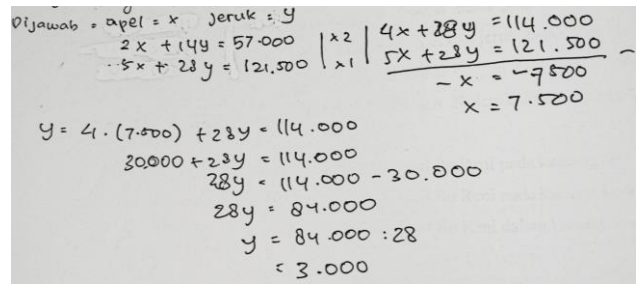 Dijawab = apel = x   jeruk = y
2x + 14y = 57.000 | x2 | 4x + 28y = 114.000
5x + 28y = 121.500 | x1 | 5x + 28y = 121.500 -
-x = -7500
x = 7.500
y = 4.(7.500) + 28y = 114.000
30.000 + 28y = 114.000
28y = 114.000 - 30.000
28y = 84.000
y = 84.000 : 28
= 3.000